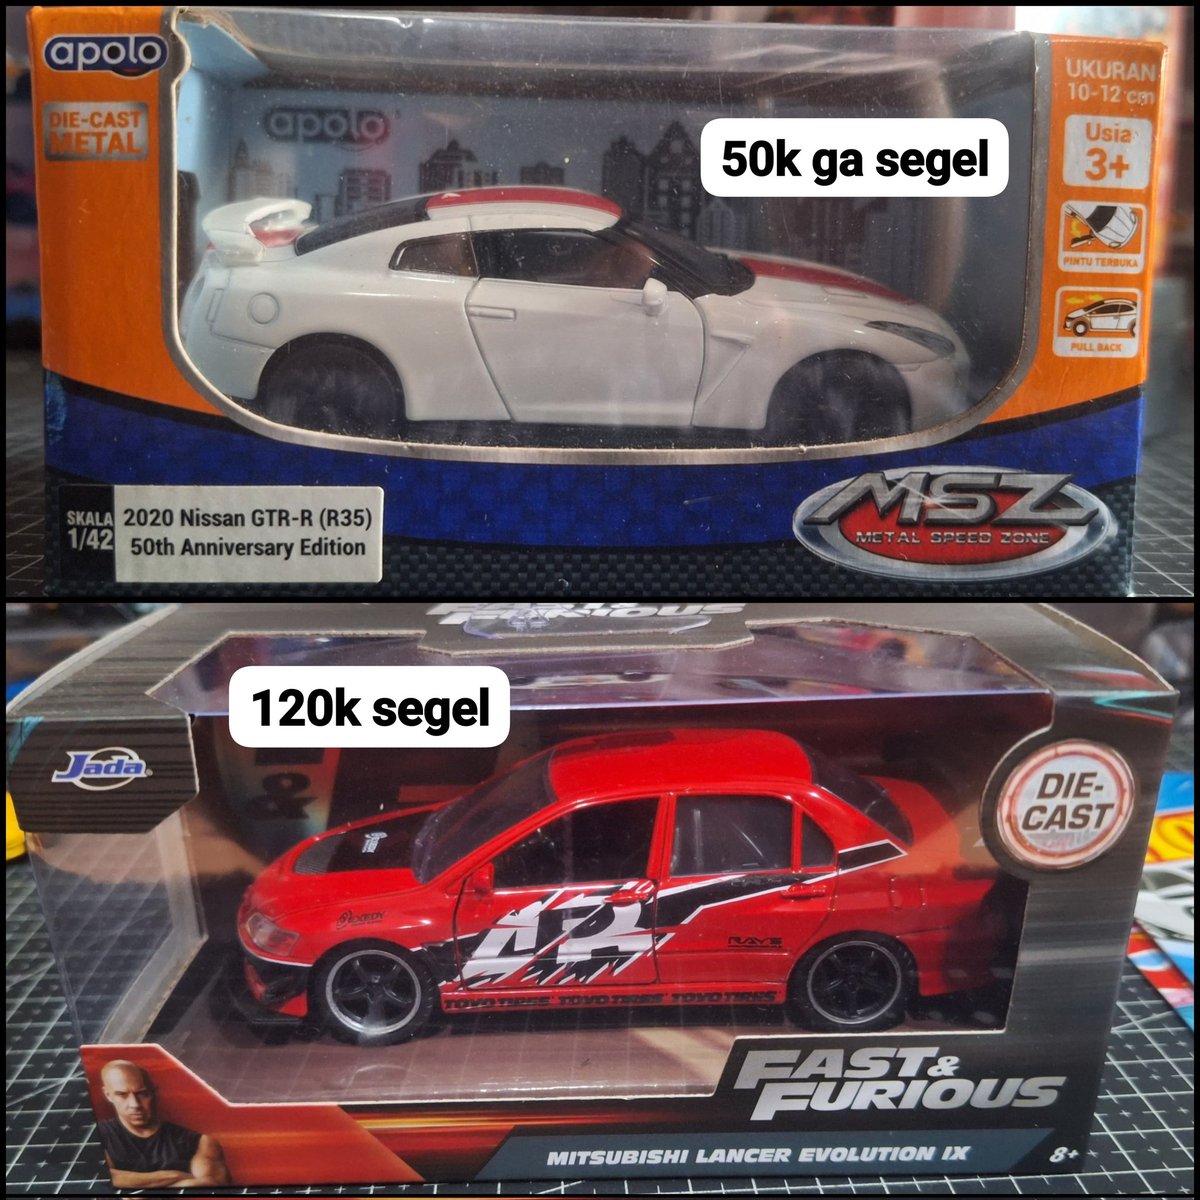 apolo
DIE-CAST
METAL
apolo
UKURAN
10-12 cm
Usia
3+
PINTU TERBUKA
PULL BACK
50k ga segel
SKALA
1/42
2020 Nissan GTR-R (R35)
50th Anniversary Edition
MSZ
METAL SPEED ZONE
FURIOUS
120k segel
Jada
DIE-
CAST
EXEDY
RAYS
TOYO TIRES TOYO TIRES TOYO TIRES
FAST &
FURIOUS
MITSUBISHI LANCER EVOLUTION IX
8+